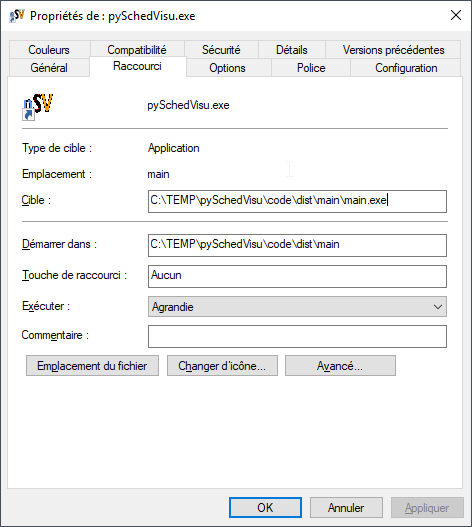 Propriétés de : pySchedVisu.exe
Couleurs Compatibilité Sécurité Détails Versions précédentes
Général Raccourci Options Police Configuration
pySchedVisu.exe
Type de cible : Application
Emplacement : main
Cible : C:\TEMP\pySchedVisu\code\dist\main\main.exe
Démarrer dans : C:\TEMP\pySchedVisu\code\dist\main
Touche de raccourci : Aucun
Exécuter : Agrandie
Commentaire :
Emplacement du fichier Changer d'icône... Avancé...
OK Annuler Appliquer